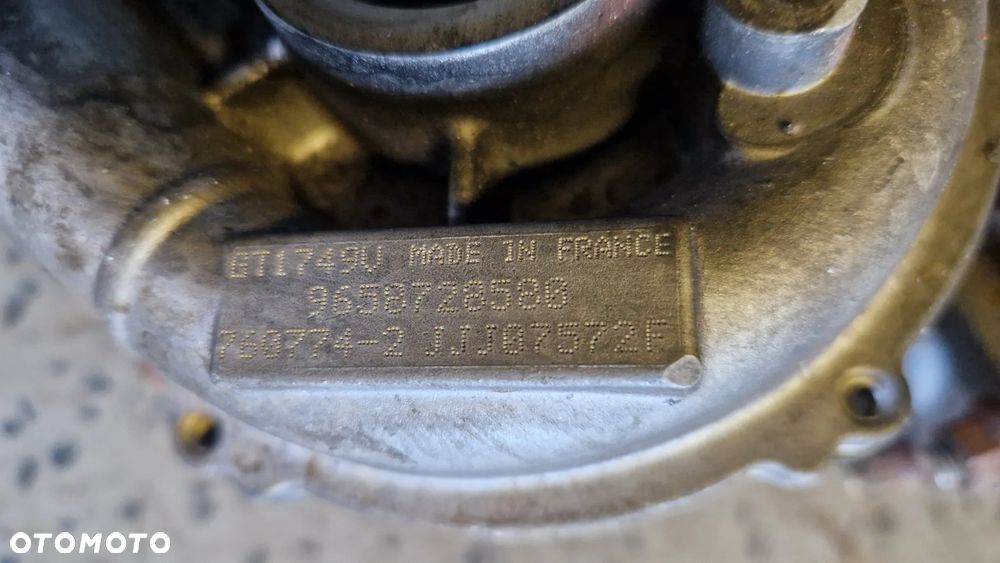 GT1749V MADE IN FRANCE
9658728580
760774-2 JJJ07572F
OTOMOTO